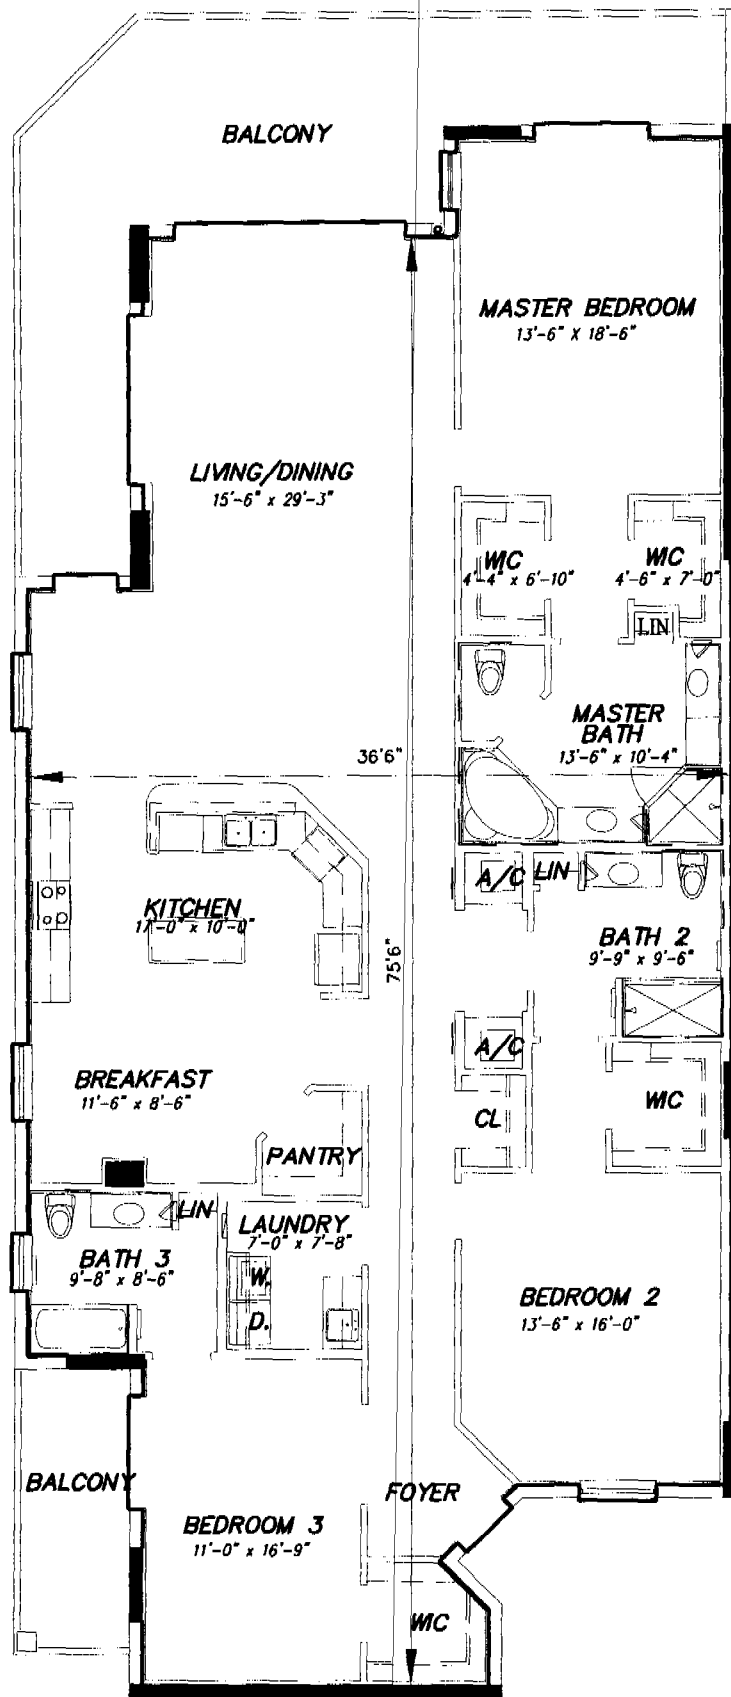 BALCONY
MASTER BEDROOM
13'-6" X 18'-6"
LIVING/DINING
15'-6" x 29'-3"
WIC
4'-4" x 6'-10"
WIC
4'-6" x 7'-0"
LIN
MASTER
BATH
13'-6" x 10'-4"
36'6"
A/C
LIN
KITCHEN
17'-0" x 10'-0"
BATH 2
9'-9" x 9'-6"
75'6"
A/C
BREAKFAST
11'-6" x 8'-6"
CL
WIC
PANTRY
LIN
LAUNDRY
7'-0" x 7'-8"
BATH 3
9'-8" x 8'-6"
W.
D.
BEDROOM 2
13'-6" x 16'-0"
BALCONY
FOYER
BEDROOM 3
11'-0" x 16'-9"
WIC